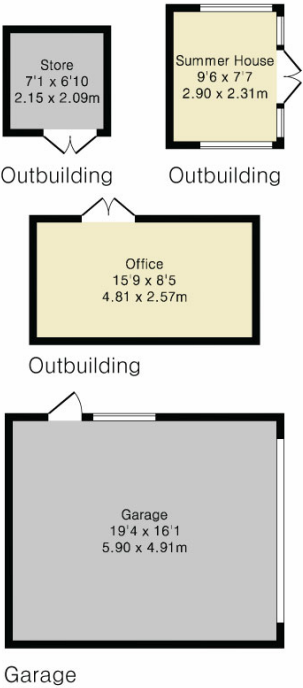 Store
7'1 x 6'10
2.15 x 2.09m
Outbuilding
Summer House
9'6 x 7'7
2.90 x 2.31m
Outbuilding
Office
15'9 x 8'5
4.81 x 2.57m
Outbuilding
Garage
19'4 x 16'1
5.90 x 4.91m
Garage